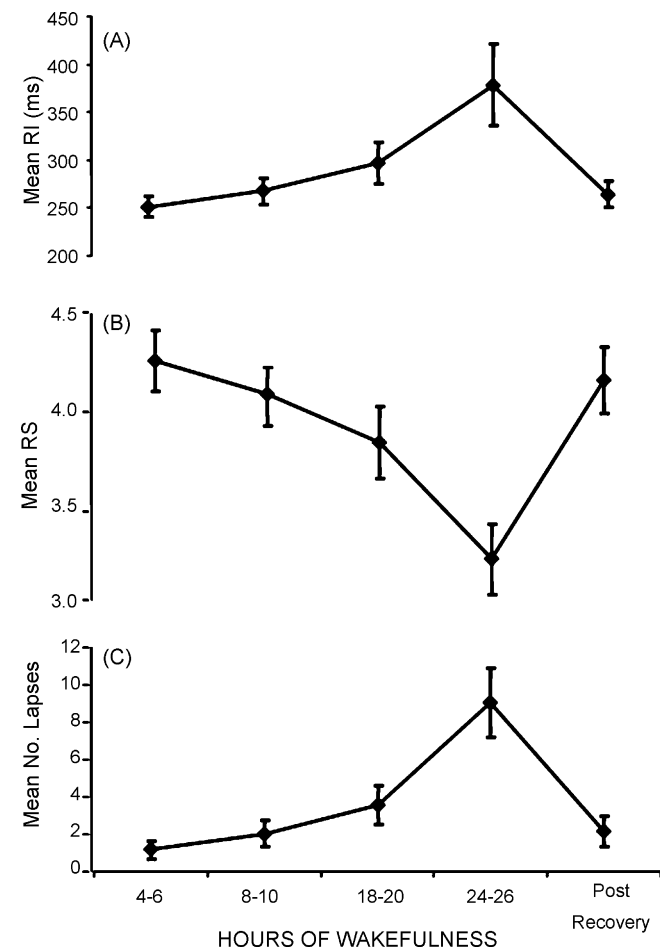 450
(A)
400
350
300
250
200
Mean RI (ms)
4.5
(B)
4.0
3.5
3.0
Mean RS
12
(C)
10
8
6
4
2
0
Mean No. Lapses
4-6 8-10 18-20 24-26 Post
Recovery
HOURS OF WAKEFULNESS